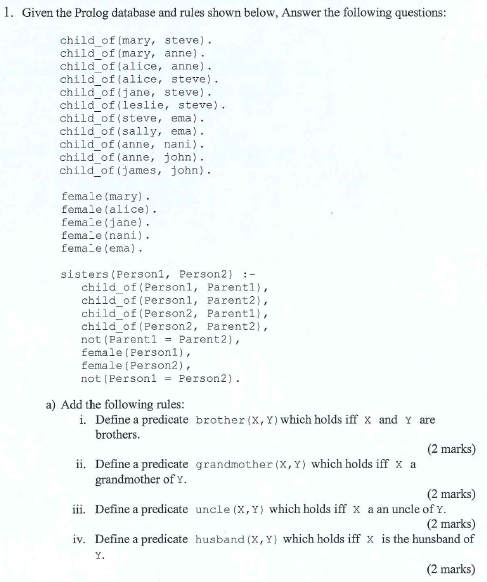 1. Given the Prolog database and rules shown below, Answer the following questions:
child_of(mary, steve).
child_of(mary, anne).
child_of(alice, anne).
child_of(alice, steve).
child_of(jane, steve).
child_of(leslie, steve).
child_of(steve, ema).
child_of(sally, ema).
child_of(anne, nani).
child_of(anne, john).
child_of(james, john).
female(mary).
female(alice).
female(jane).
female(nani).
female(ema).
sisters(Person1, Person2) :-
child_of(Person1, Parent1),
child_of(Person1, Parent2),
child_of(Person2, Parent1),
child_of(Person2, Parent2),
not(Parent1 = Parent2),
female(Person1),
female(Person2),
not(Person1 = Person2).
a) Add the following rules:
i. Define a predicate brother(X,Y) which holds iff X and Y are
brothers.
(2 marks)
ii. Define a predicate grandmother(X,Y) which holds iff X a
grandmother of Y.
(2 marks)
iii. Define a predicate uncle(X,Y) which holds iff X a an uncle of Y.
(2 marks)
iv. Define a predicate husband(X,Y) which holds iff X is the hunsband of
Y.
(2 marks)